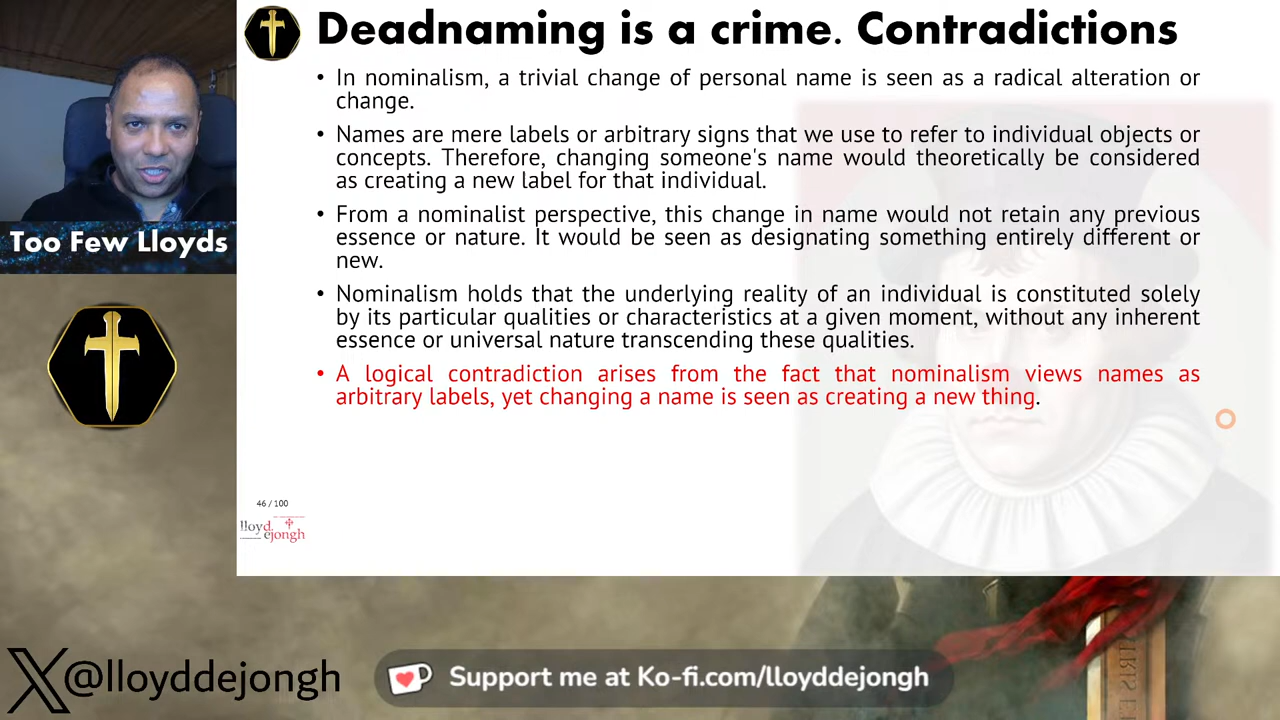 Deadnaming is a crime. Contradictions
• In nominalism, a trivial change of personal name is seen as a radical alteration or
change.
• Names are mere labels or arbitrary signs that we use to refer to individual objects or
concepts. Therefore, changing someone's name would theoretically be considered
as creating a new label for that individual.
• From a nominalist perspective, this change in name would not retain any previous
essence or nature. It would be seen as designating something entirely different or
new.
• Nominalism holds that the underlying reality of an individual is constituted solely
by its particular qualities or characteristics at a given moment, without any inherent
essence or universal nature transcending these qualities.
• A logical contradiction arises from the fact that nominalism views names as
arbitrary labels, yet changing a name is seen as creating a new thing.
Too Few Lloyds
46 / 100
lloyd
ejongh
X@lloyddejongh
Support me at Ko-fi.com/lloyddejongh